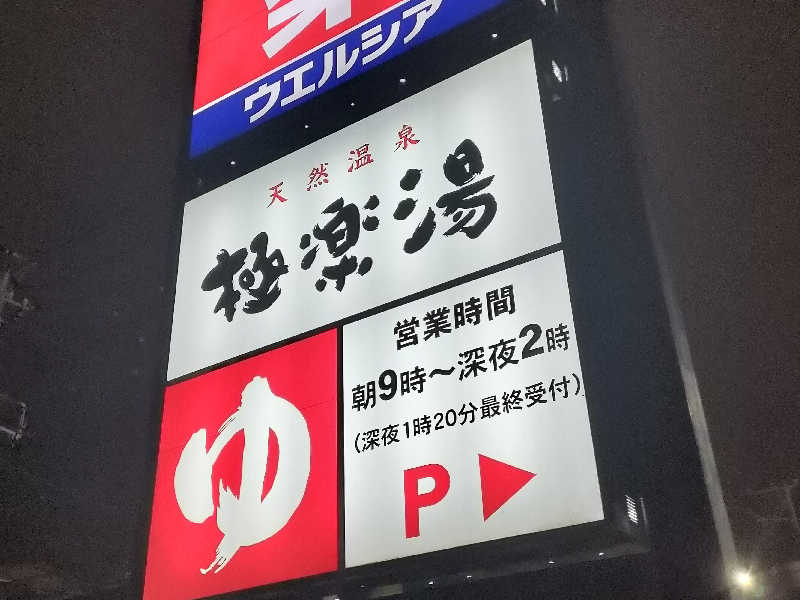 ウエルシア
天然温泉
極楽湯
ゆ
営業時間
朝9時～深夜2時
（深夜1時20分最終受付）
P